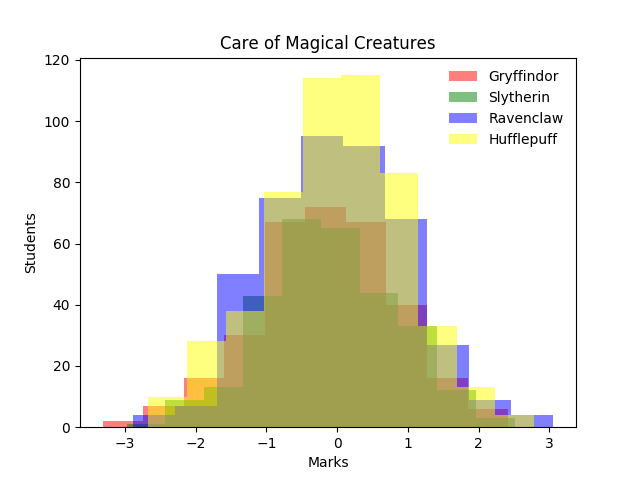 Care of Magical Creatures
120
100
80
60
40
20
0
Students
−3
−2
−1
0
1
2
3
Marks
Gryffindor
Slytherin
Ravenclaw
Hufflepuff